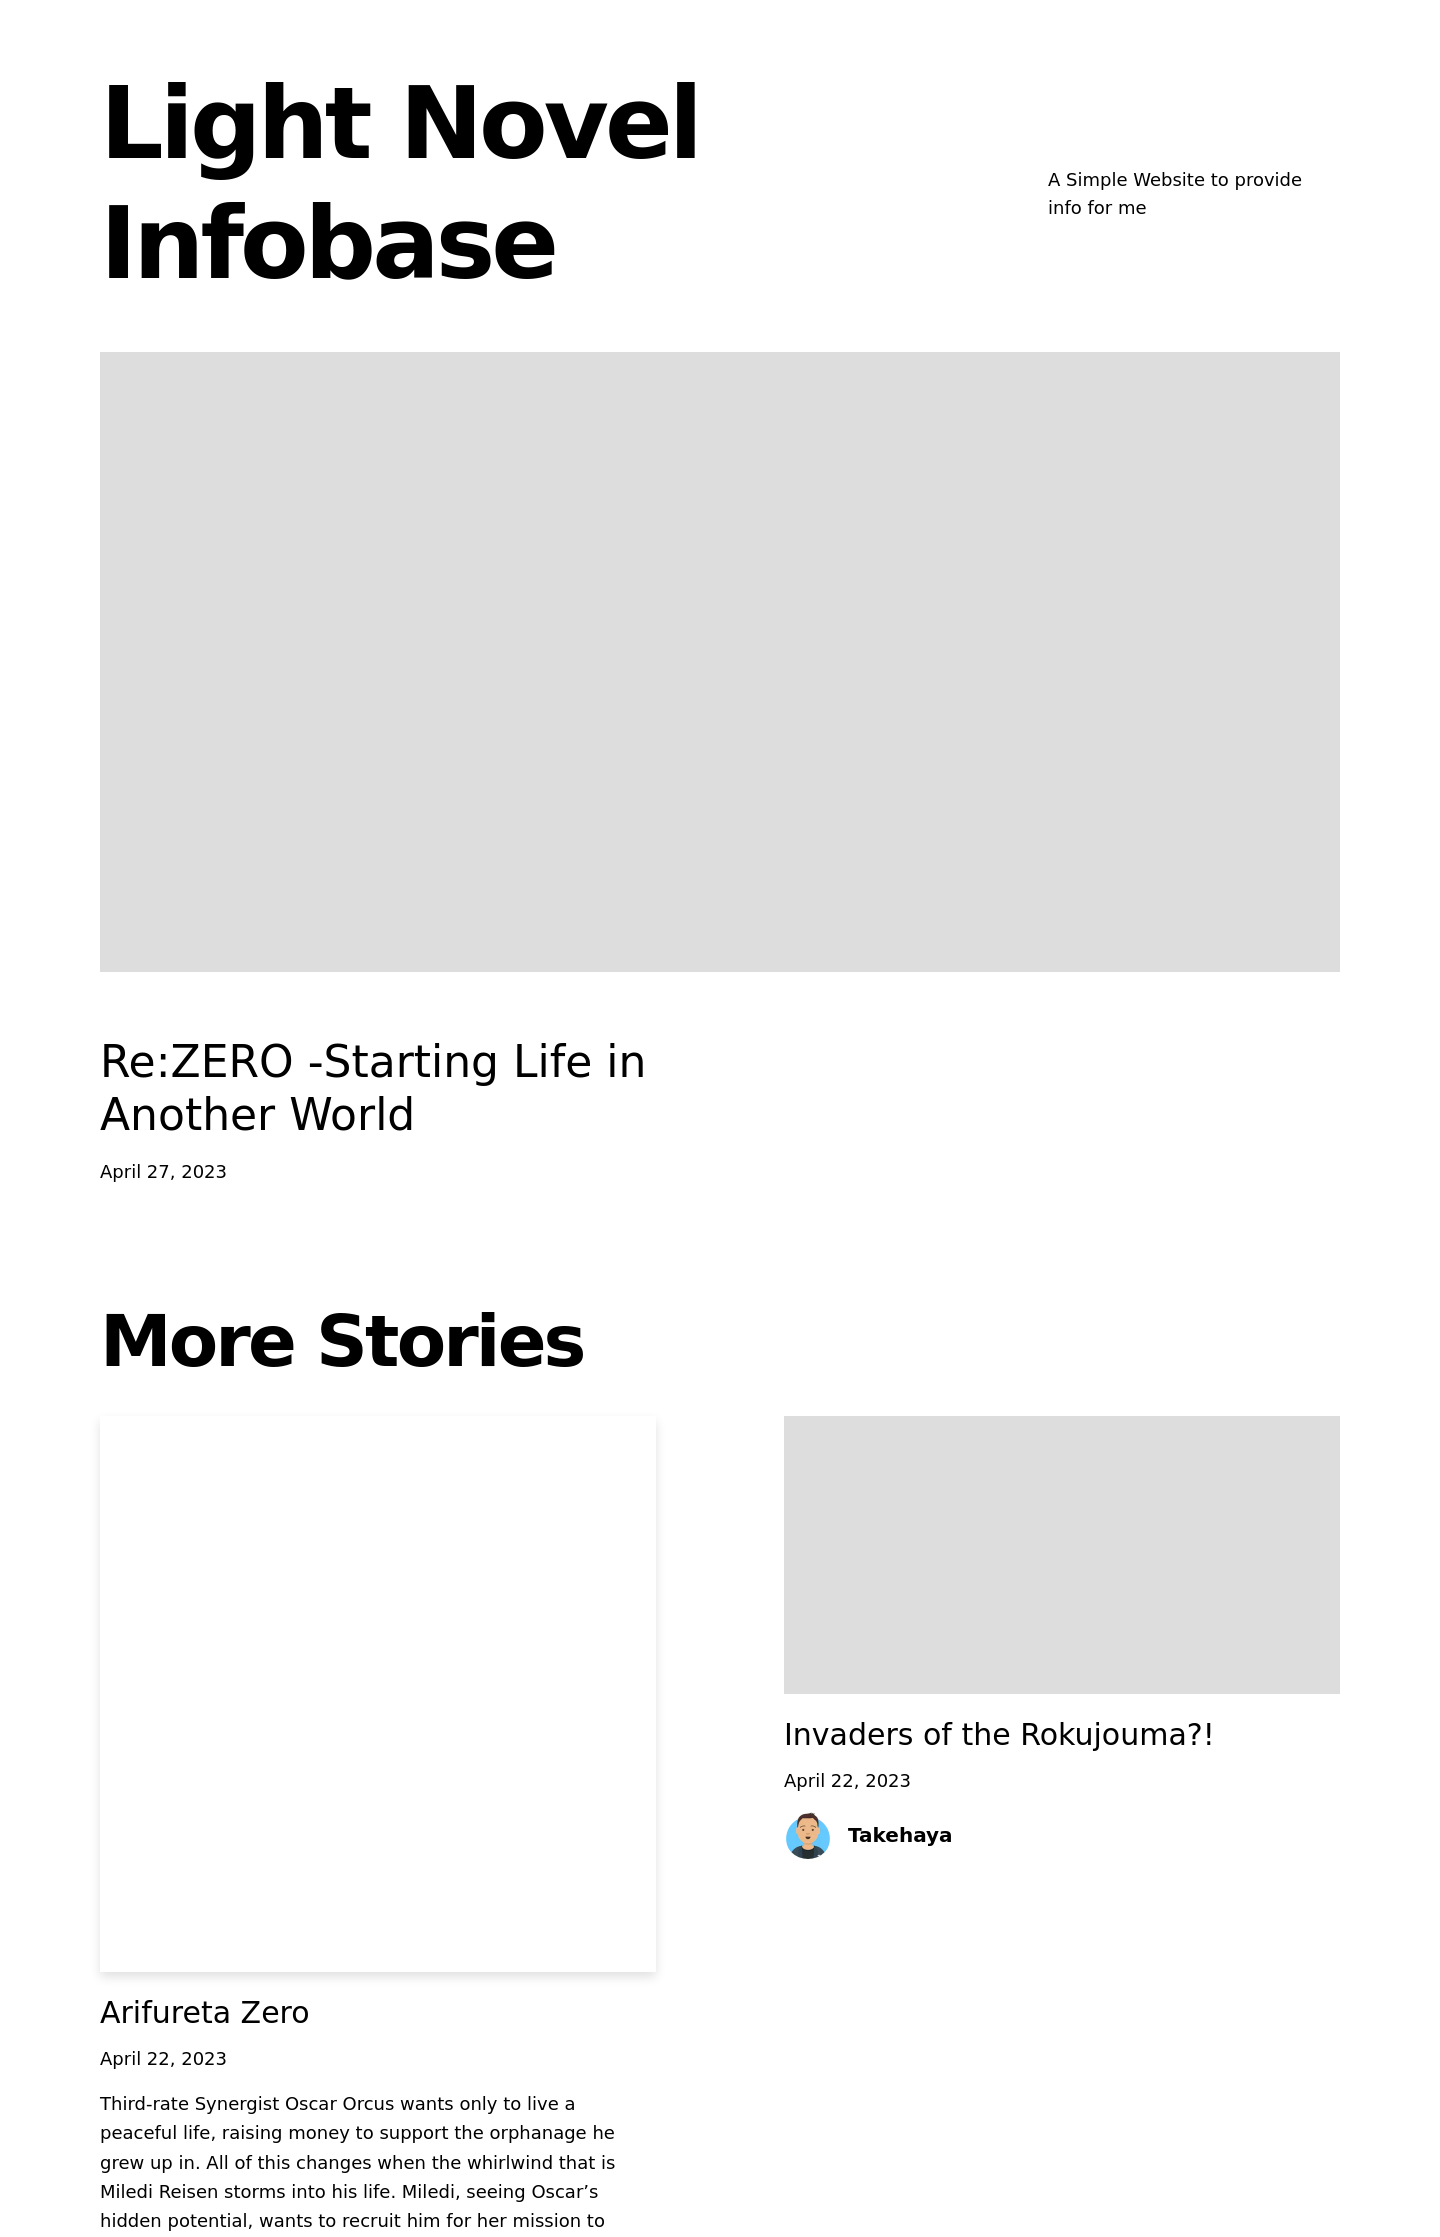 Light Novel
Infobase
A Simple Website to provide
info for me
Re:ZERO -Starting Life in
Another World
April 27, 2023
More Stories
Invaders of the Rokujouma?!
April 22, 2023
Takehaya
Arifureta Zero
April 22, 2023
Third-rate Synergist Oscar Orcus wants only to live a
peaceful life, raising money to support the orphanage he
grew up in. All of this changes when the whirlwind that is
Miledi Reisen storms into his life. Miledi, seeing Oscar’s
hidden potential, wants to recruit him for her mission to